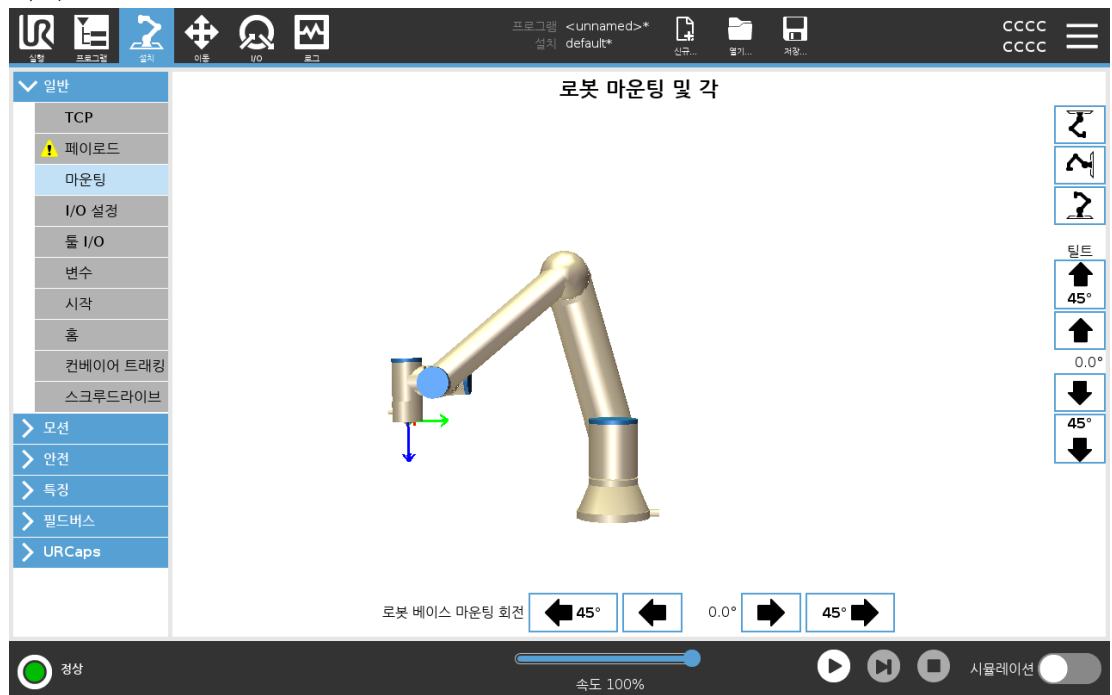 프로그램 <unnamed>*
설치 default*
CCCC
CCCC
실행
프로그램
설치
이동
I/O
로그
신규...
열기...
저장...
일반
TCP
페이로드
마운팅
I/O 설정
툴 I/O
변수
시작
홈
컨베이어 트래킹
스크루드라이브
모션
안전
특징
필드버스
URCaps
로봇 마운팅 및 각
틸트
45°
0.0°
45°
로봇 베이스 마운팅 회전 45° 0.0° 45°
정상
속도 100%
시뮬레이션